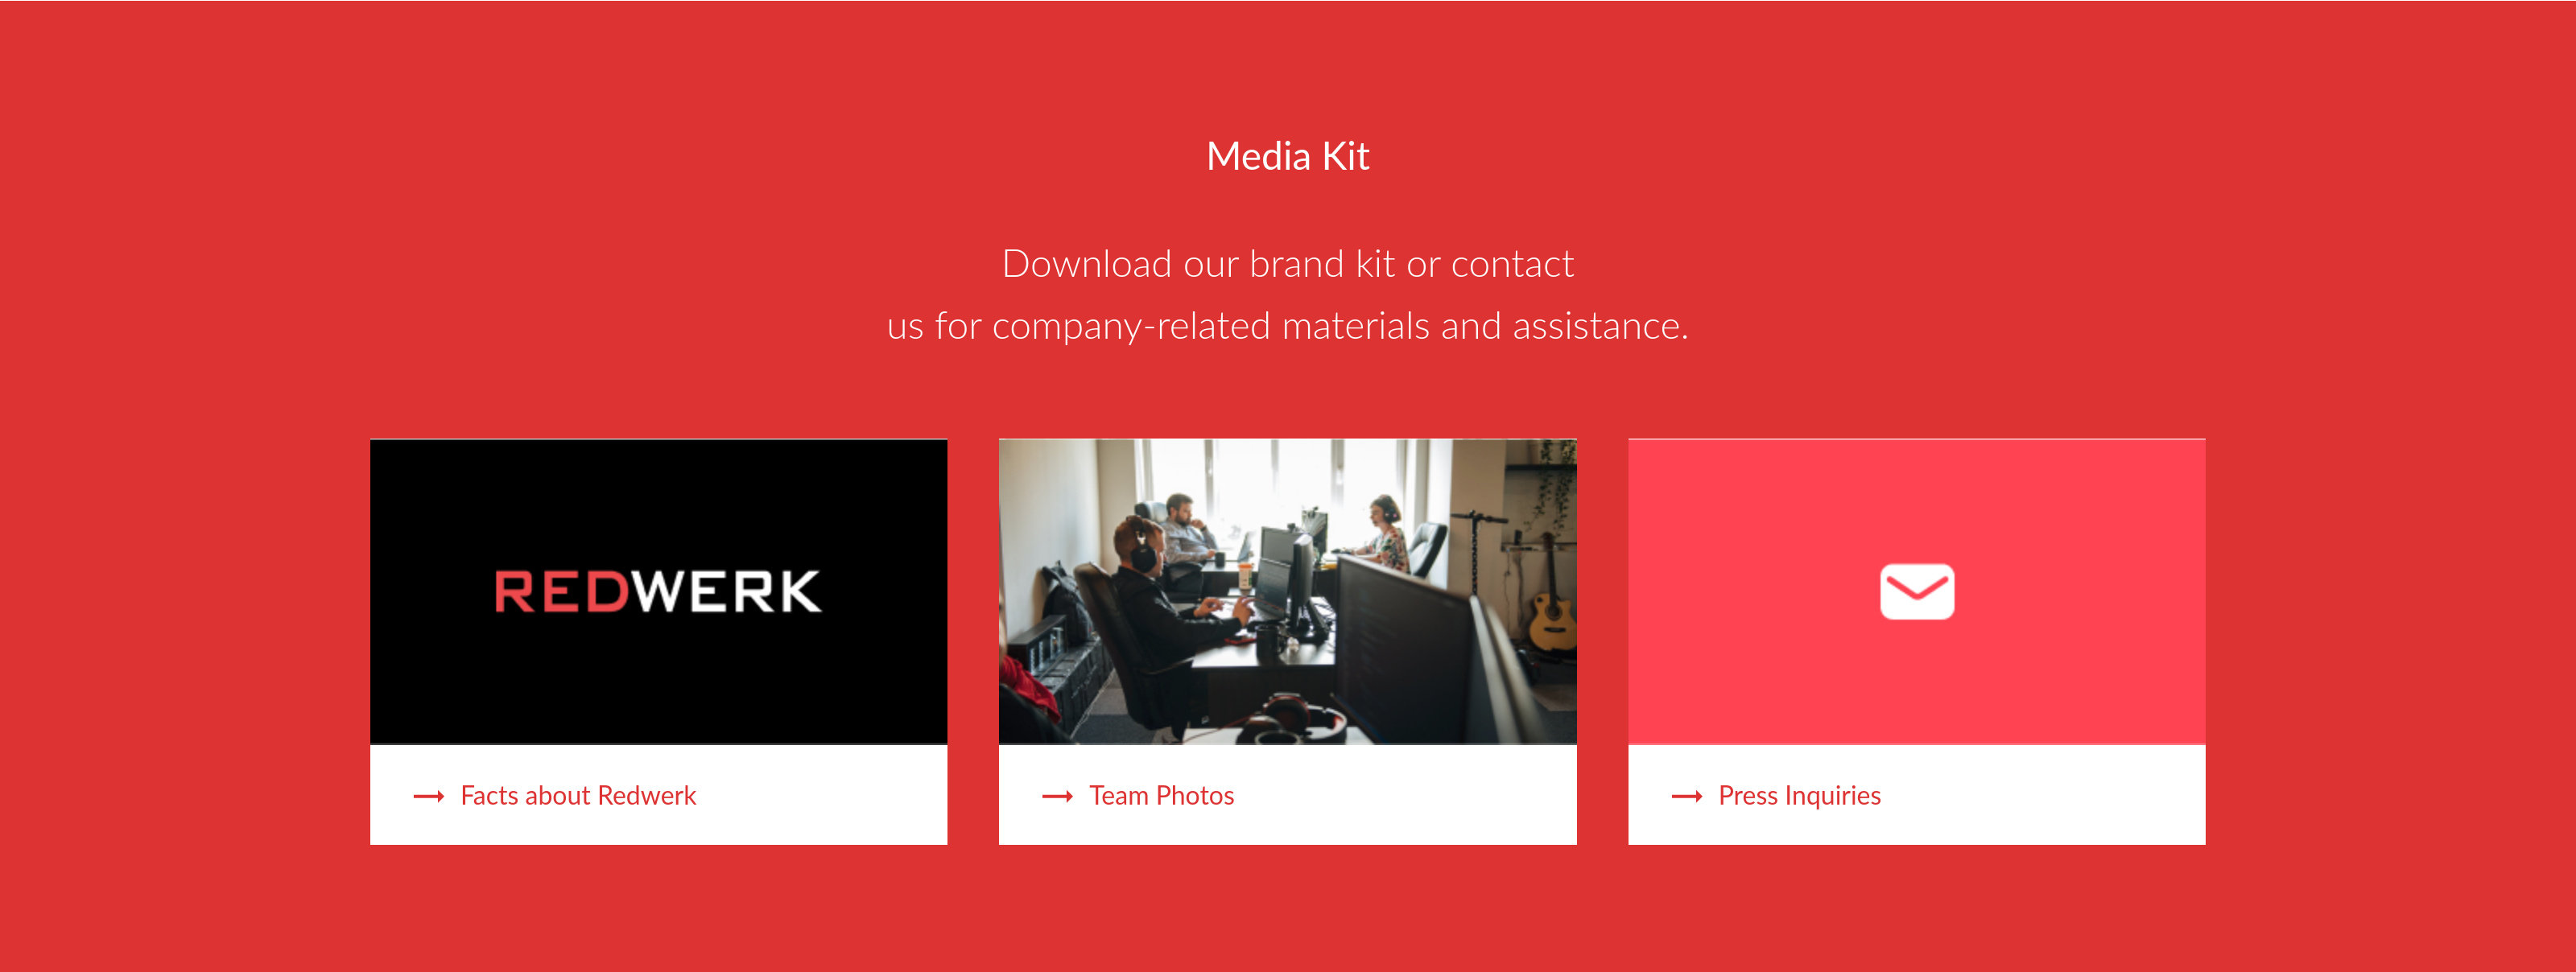 Media Kit
Download our brand kit or contact
us for company-related materials and assistance.
REDWERK
Facts about Redwerk
Team Photos
Press Inquiries